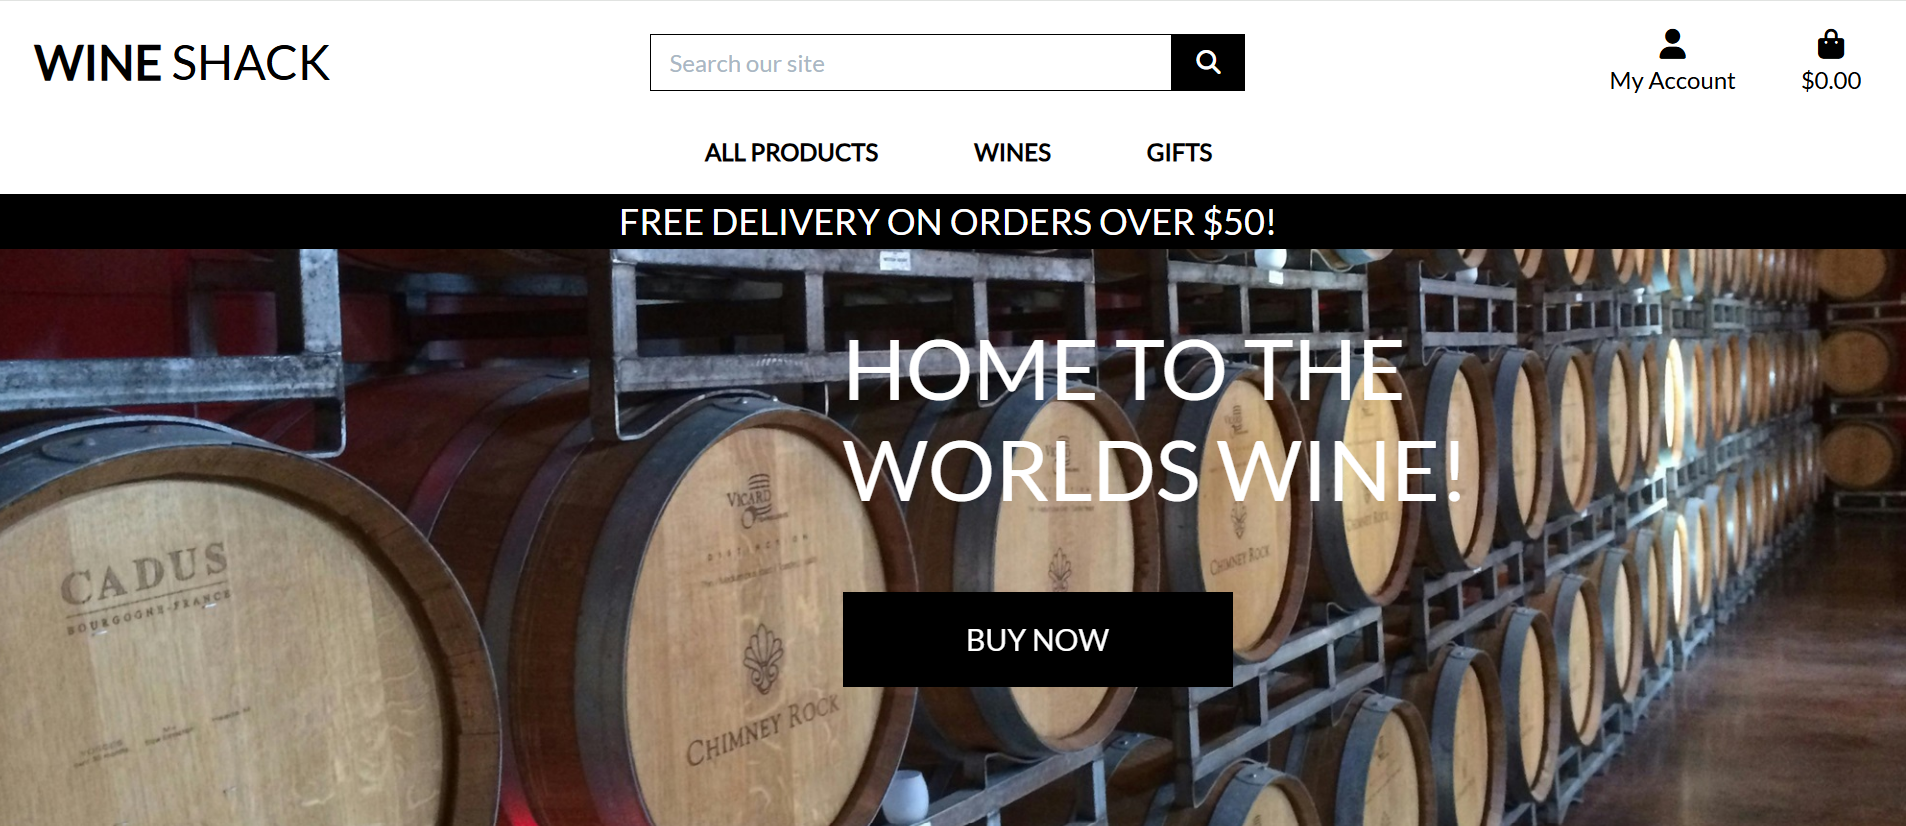 WINE SHACK
Search our site
My Account
$0.00
ALL PRODUCTS
WINES
GIFTS
FREE DELIVERY ON ORDERS OVER $50!
HOME TO THE
WORLDS WINE!
BUY NOW
CADUS
BOURGOGNE-FRANCE
VICARD
DISTINCTION
CHIMNEY ROCK
CHIMNEY ROCK